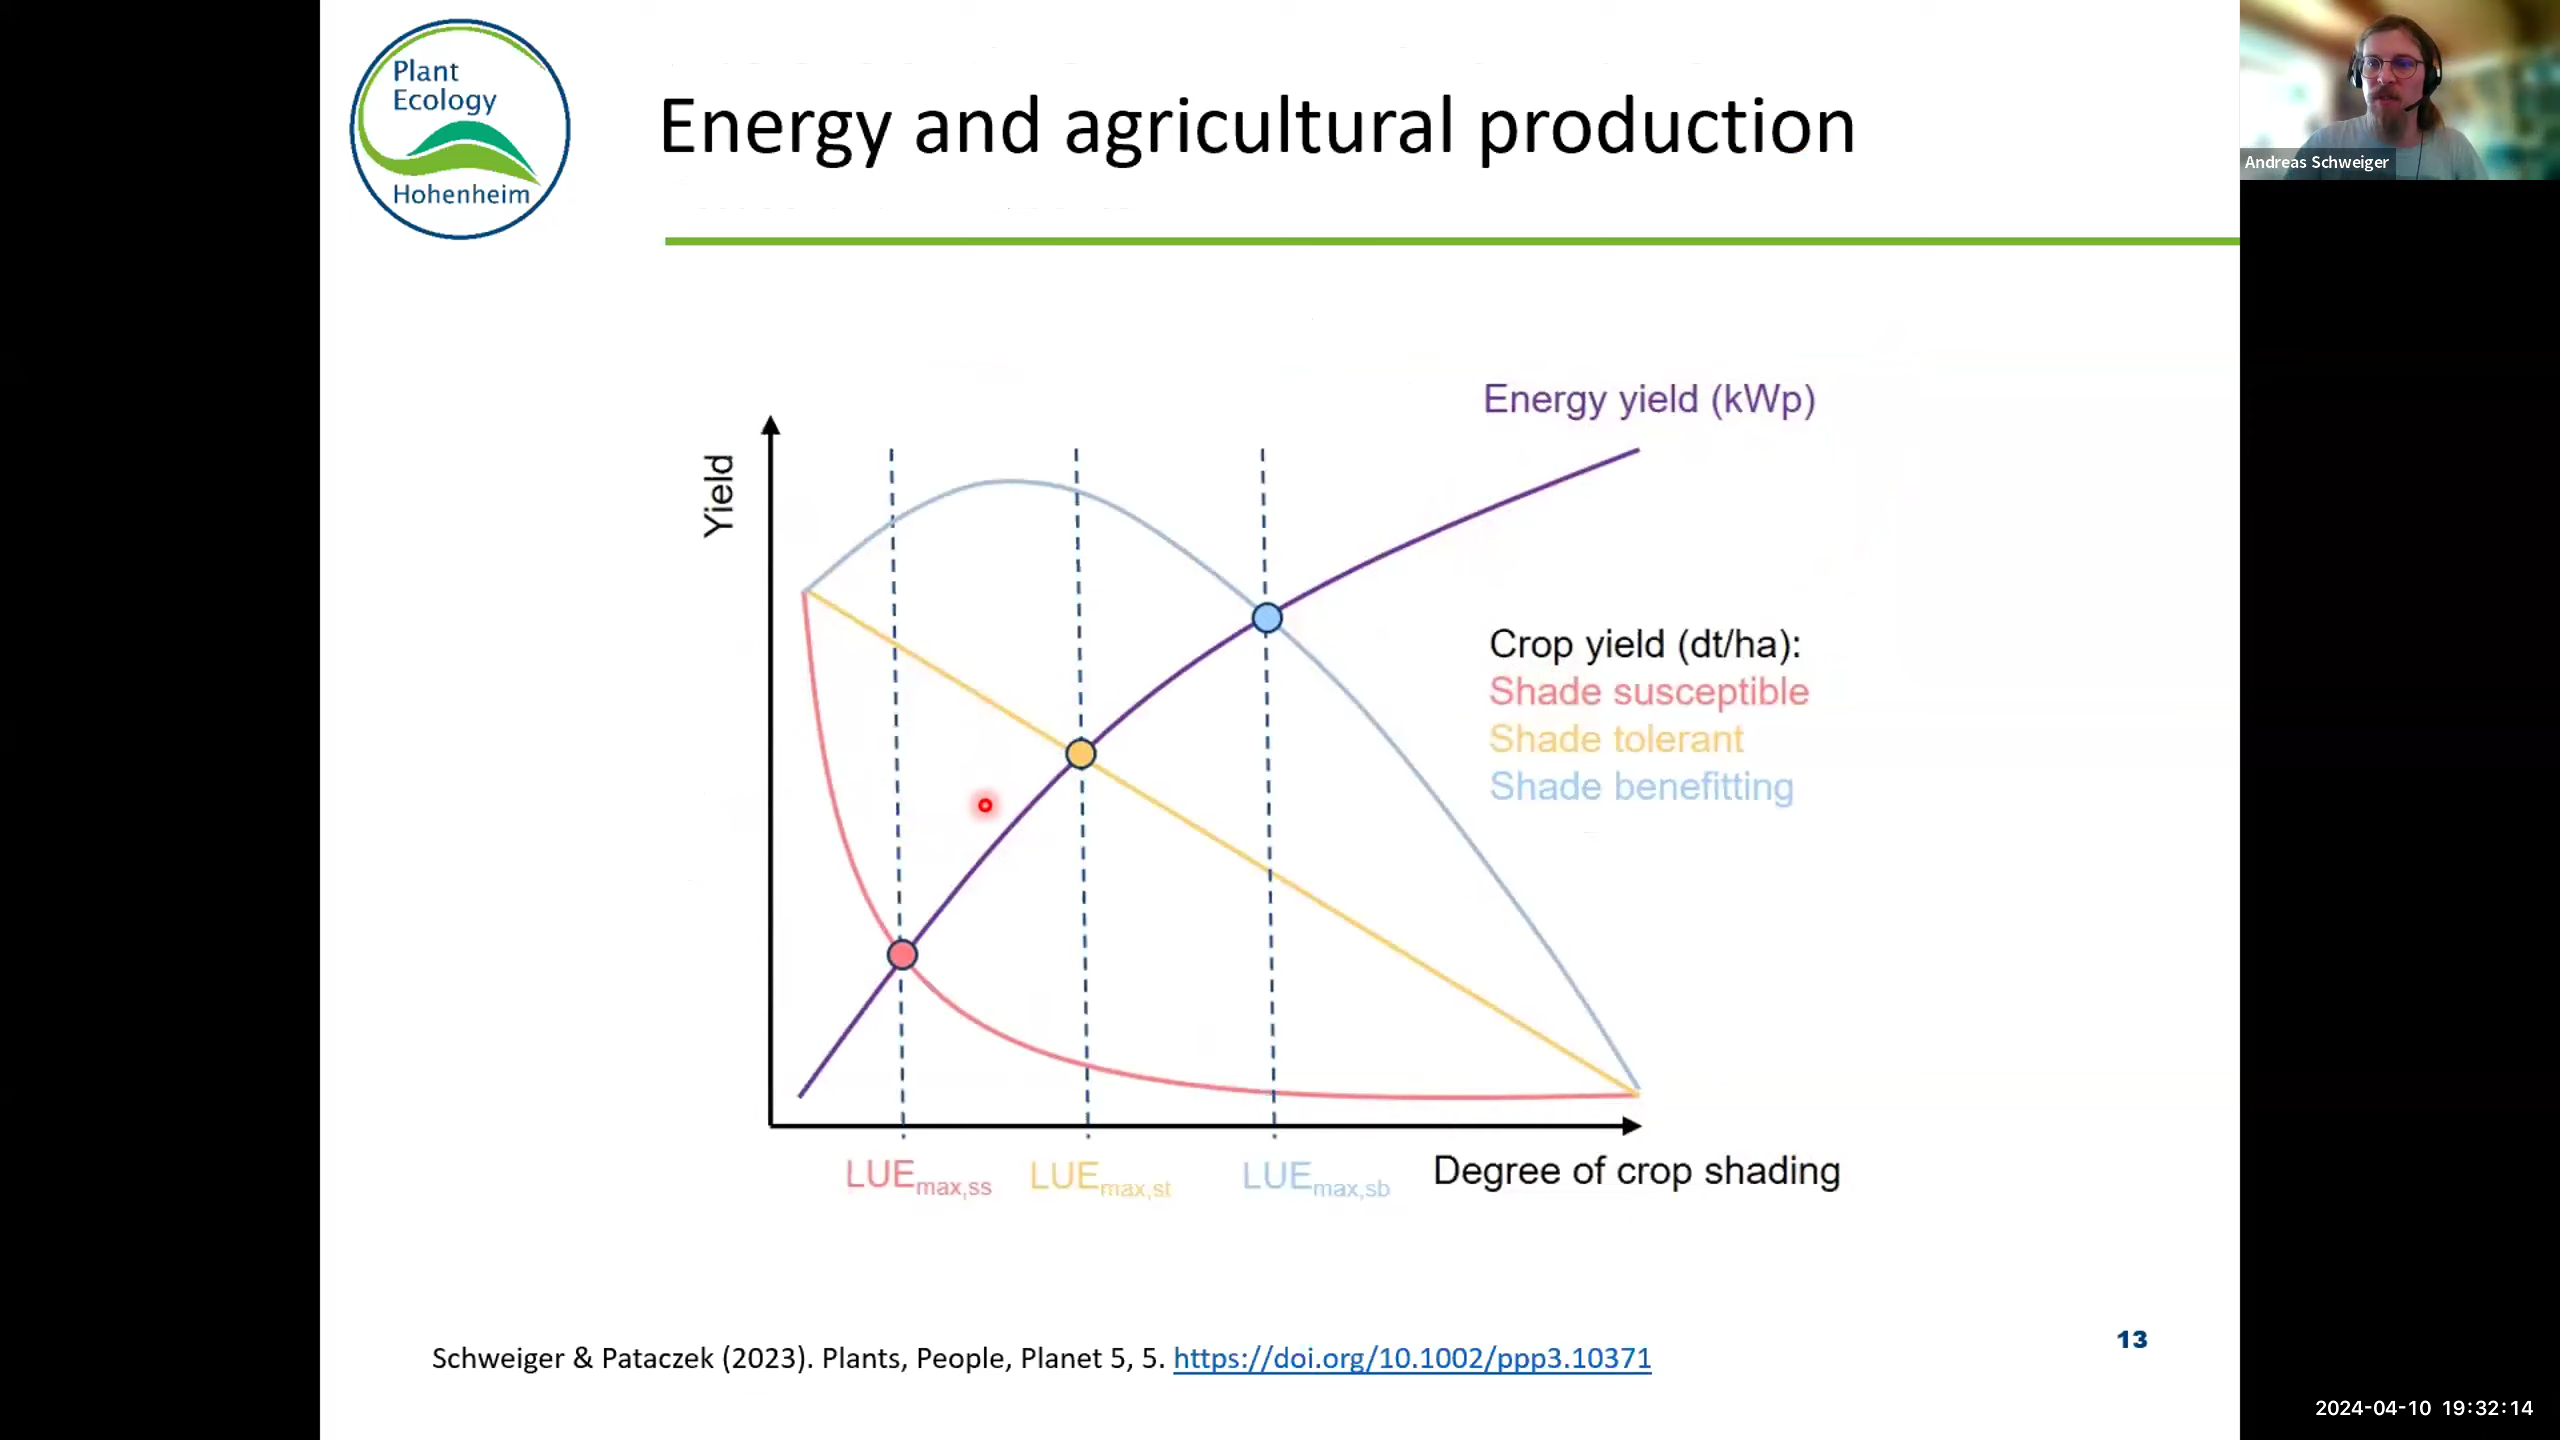 Plant
Ecology
Hohenheim
Energy and agricultural production
Andreas Schweiger
Energy yield (kWp)
Yield
Crop yield (dt/ha):
Shade susceptible
Shade tolerant
Shade benefitting
LUEmax,ss LUEmax,st LUEmax,sb Degree of crop shading
13
Schweiger & Pataczek (2023). Plants, People, Planet 5, 5. https://doi.org/10.1002/ppp3.10371
2024-04-10 19:32:14